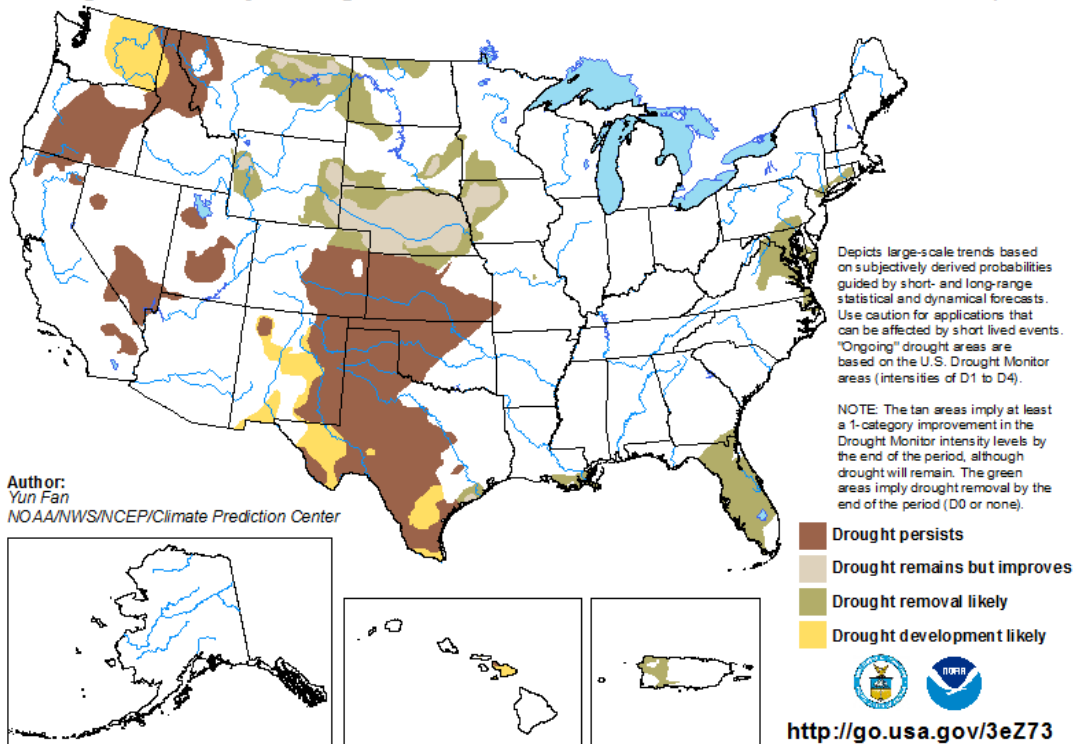 Depicts large-scale trends based
on subjectively derived probabilities
guided by short- and long-range
statistical and dynamical forecasts.
Use caution for applications that
can be affected by short lived events.
"Ongoing" drought areas are
based on the U.S. Drought Monitor
areas (intensities of D1 to D4).
NOTE: The tan areas imply at least
a 1-category improvement in the
Drought Monitor intensity levels by
the end of the period, although
drought will remain. The green
areas imply drought removal by the
end of the period (D0 or none).
Author:
Yun Fan
NOAA/NWS/NCEP/Climate Prediction Center
Drought persists
Drought remains but improves
Drought removal likely
Drought development likely
NOAA
http://go.usa.gov/3eZ73